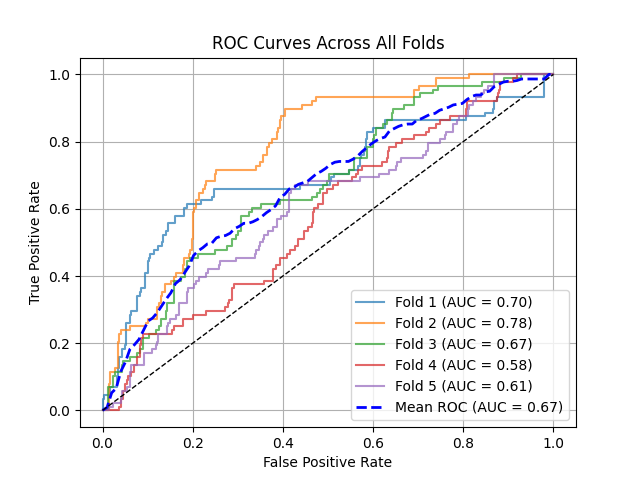 ROC Curves Across All Folds
True Positive Rate
1.0
0.8
0.6
0.4
0.2
0.0
Fold 1 (AUC = 0.70)
Fold 2 (AUC = 0.78)
Fold 3 (AUC = 0.67)
Fold 4 (AUC = 0.58)
Fold 5 (AUC = 0.61)
Mean ROC (AUC = 0.67)
0.0 0.2 0.4 0.6 0.8 1.0
False Positive Rate